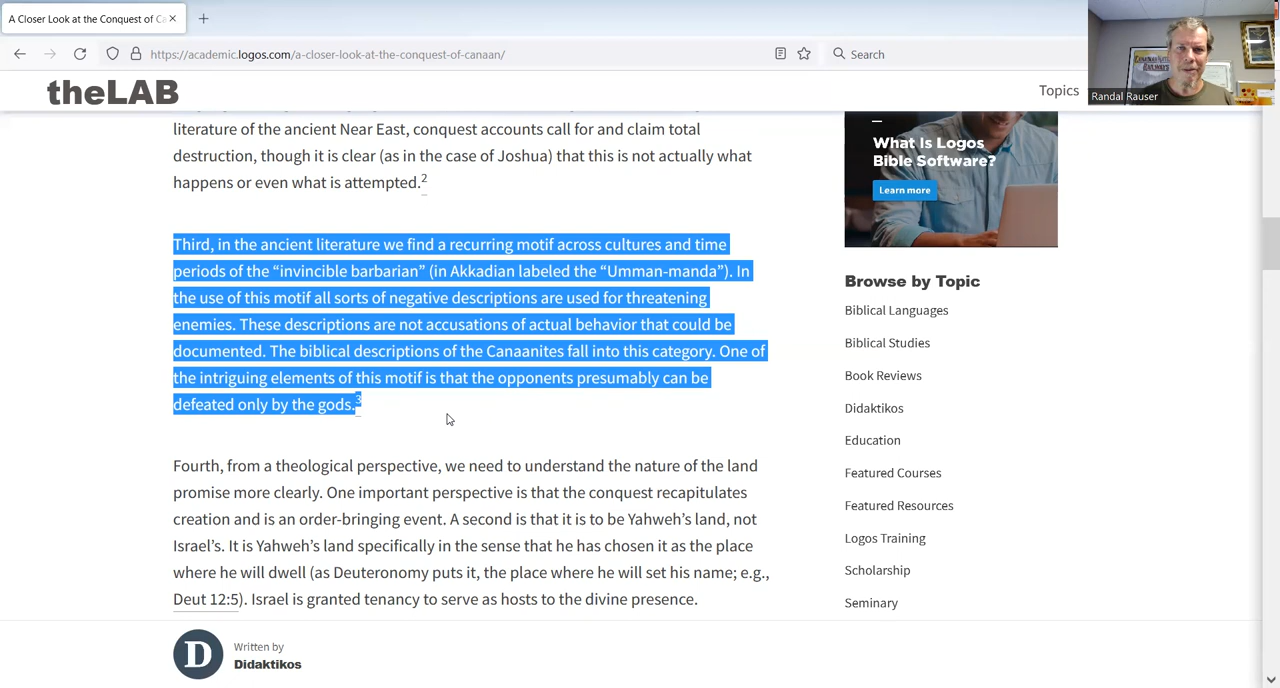 A Closer Look at the Conquest of Ca
https://academic.logos.com/a-closer-look-at-the-conquest-of-canaan/
Search
theLAB
Topics
Randal Rauser
literature of the ancient Near East, conquest accounts call for and claim total
destruction, though it is clear (as in the case of Joshua) that this is not actually what
happens or even what is attempted.2
Third, in the ancient literature we find a recurring motif across cultures and time
periods of the “invincible barbarian” (in Akkadian labeled the “Umman-manda”). In
the use of this motif all sorts of negative descriptions are used for threatening
enemies. These descriptions are not accusations of actual behavior that could be
documented. The biblical descriptions of the Canaanites fall into this category. One of
the intriguing elements of this motif is that the opponents presumably can be
defeated only by the gods.3
Fourth, from a theological perspective, we need to understand the nature of the land
promise more clearly. One important perspective is that the conquest recapitulates
creation and is an order-bringing event. A second is that it is to be Yahweh’s land, not
Israel’s. It is Yahweh’s land specifically in the sense that he has chosen it as the place
where he will dwell (as Deuteronomy puts it, the place where he will set his name; e.g.,
Deut 12:5). Israel is granted tenancy to serve as hosts to the divine presence.
What Is Logos
Bible Software?
Learn more
Browse by Topic
Biblical Languages
Biblical Studies
Book Reviews
Didaktikos
Education
Featured Courses
Featured Resources
Logos Training
Scholarship
Seminary
D
Written by
Didaktikos